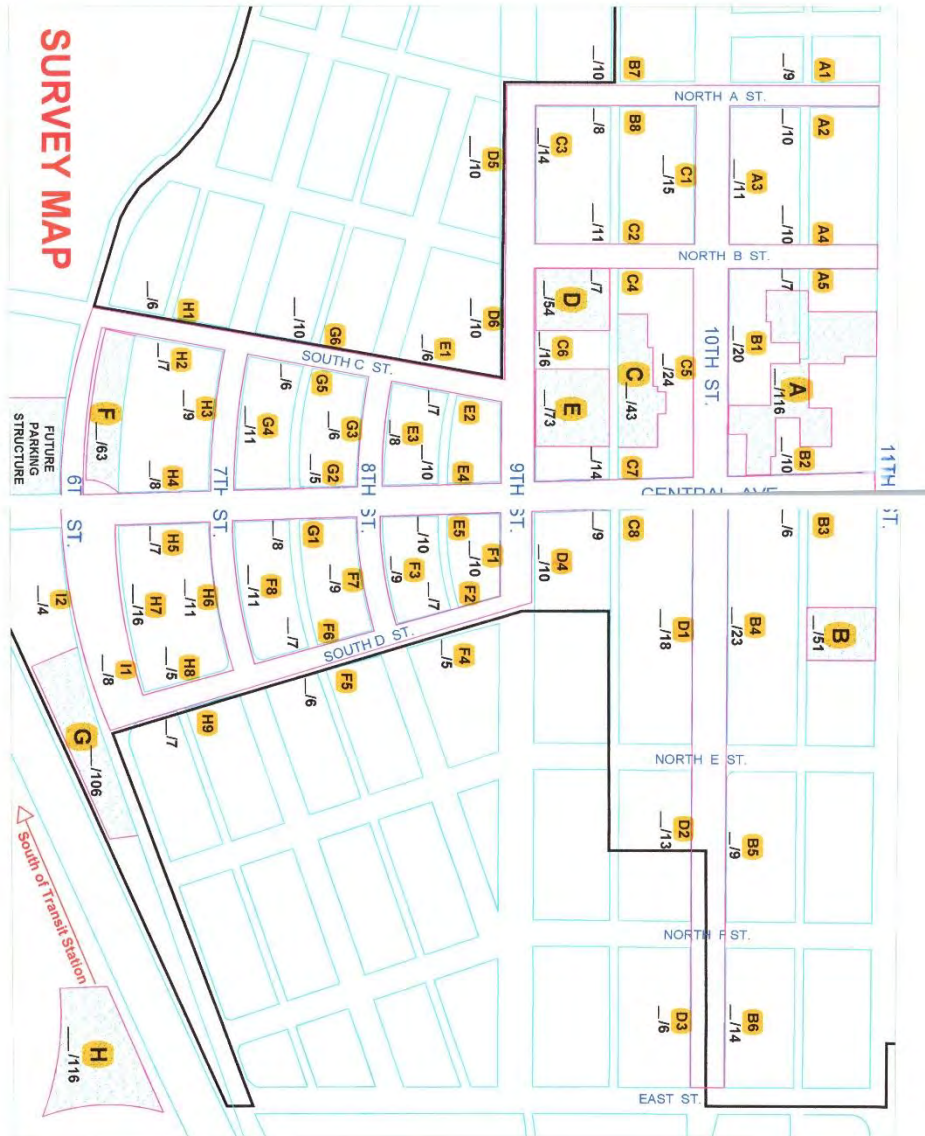 SURVEY MAP
11TH
ST.
A1
__/9
A2
__/10
A4
__/10
A5
__/7
A
__/116
B2
__/10
B3
__/6
B
__/51
A3
__/11
B1
__/20
B4
__/23
B5
__/9
B6
__/14
NORTH A ST.
NORTH B ST.
10TH ST.
CENTRAL AVE
NORTH E ST.
NORTH F ST.
EAST ST.
C1
__/15
C5
__/24
D1
__/18
D2
__/13
D3
__/6
B7
__/10
B8
__/8
C2
__/11
C4
__/7
C
__/43
C7
__/14
C8
__/9
C3
__/14
D
__/54
C6
__/16
E
__/73
D4
__/10
9TH
ST.
D5
__/10
D6
__/10
E2
__/7
E4
__/10
F1
__/10
E5
__/10
F2
__/7
F4
__/5
E1
__/6
E3
__/8
F3
__/9
8TH
ST.
SOUTH C ST.
SOUTH D ST.
G6
__/10
G5
__/6
G3
__/6
G2
__/5
G1
__/8
F7
__/9
F6
__/7
F5
__/6
G4
__/11
F8
__/11
7TH
ST.
H1
__/6
H2
__/7
H3
__/9
H4
__/8
H5
__/7
H6
__/11
H7
__/16
H8
__/5
H9
__/7
F
__/63
I1
__/8
6T
ST.
I2
__/4
G
__/106
FUTURE
PARKING
STRUCTURE
South of Transit Station
H
__/116